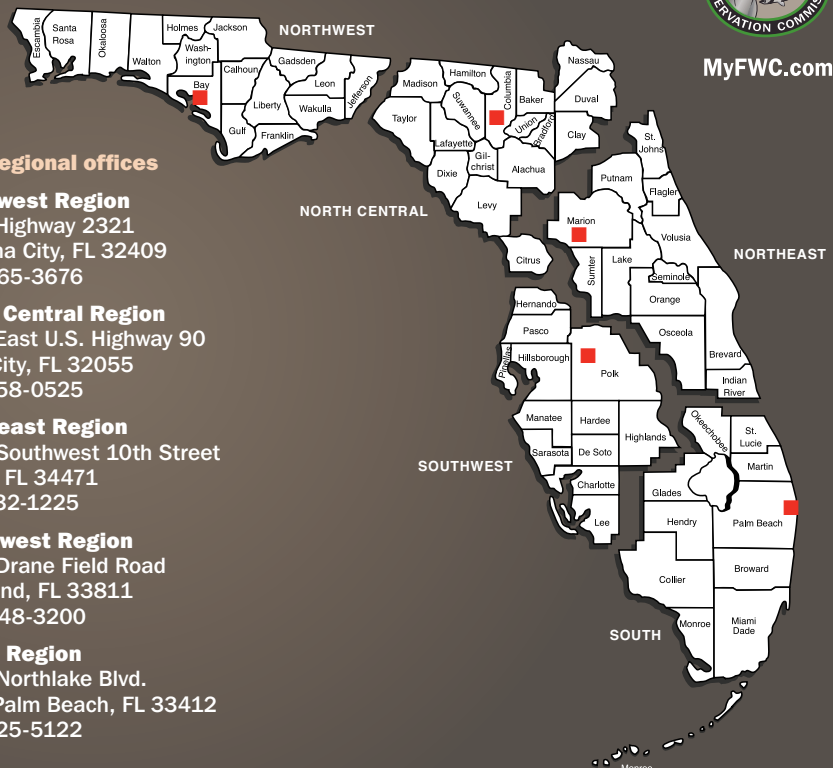 ERVATION COMMIS
MyFWC.com
NORTHWEST
Escambia
Santa
Rosa
Okaloosa
Walton
Holmes
Wash-
ington
Bay
Jackson
Calhoun
Gulf
Liberty
Gadsden
Franklin
Leon
Wakulla
Jefferson
NORTH CENTRAL
Madison
Taylor
Hamilton
Suwannee
Lafayette
Dixie
Columbia
Gil-
christ
Levy
Baker
Union
Bradford
Alachua
Nassau
Duval
Clay
Citrus
NORTHEAST
St.
Johns
Putnam
Flagler
Marion
Volusia
Sumter
Lake
Seminole
Orange
Osceola
Brevard
Indian
River
SOUTHWEST
Hernando
Pasco
Pinellas
Hillsborough
Polk
Manatee
Hardee
Highlands
Sarasota
De Soto
Charlotte
Lee
SOUTH
Okeechobee
St.
Lucie
Martin
Glades
Hendry
Palm Beach
Collier
Broward
Monroe
Miami
Dade
Monroe
egional offices
west Region
Highway 2321
na City, FL 32409
65-3676
Central Region
East U.S. Highway 90
City, FL 32055
58-0525
east Region
Southwest 10th Street
FL 34471
32-1225
west Region
Drane Field Road
nd, FL 33811
48-3200
Region
Northlake Blvd.
Palm Beach, FL 33412
25-5122